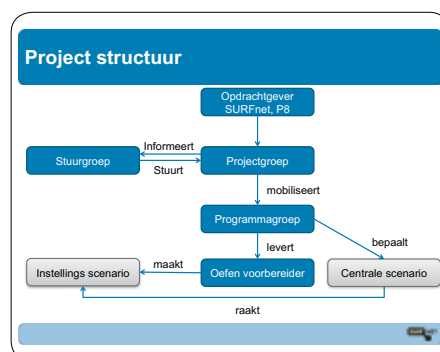 Project structuur
Opdrachtgever
SURFnet, P8
Informeert
Stuurgroep
Projectgroep
Stuurt
mobiliseert
Programmagroep
bepaalt
levert
maakt
Instellings scenario
Oefen voorbereider
Centrale scenario
raakt